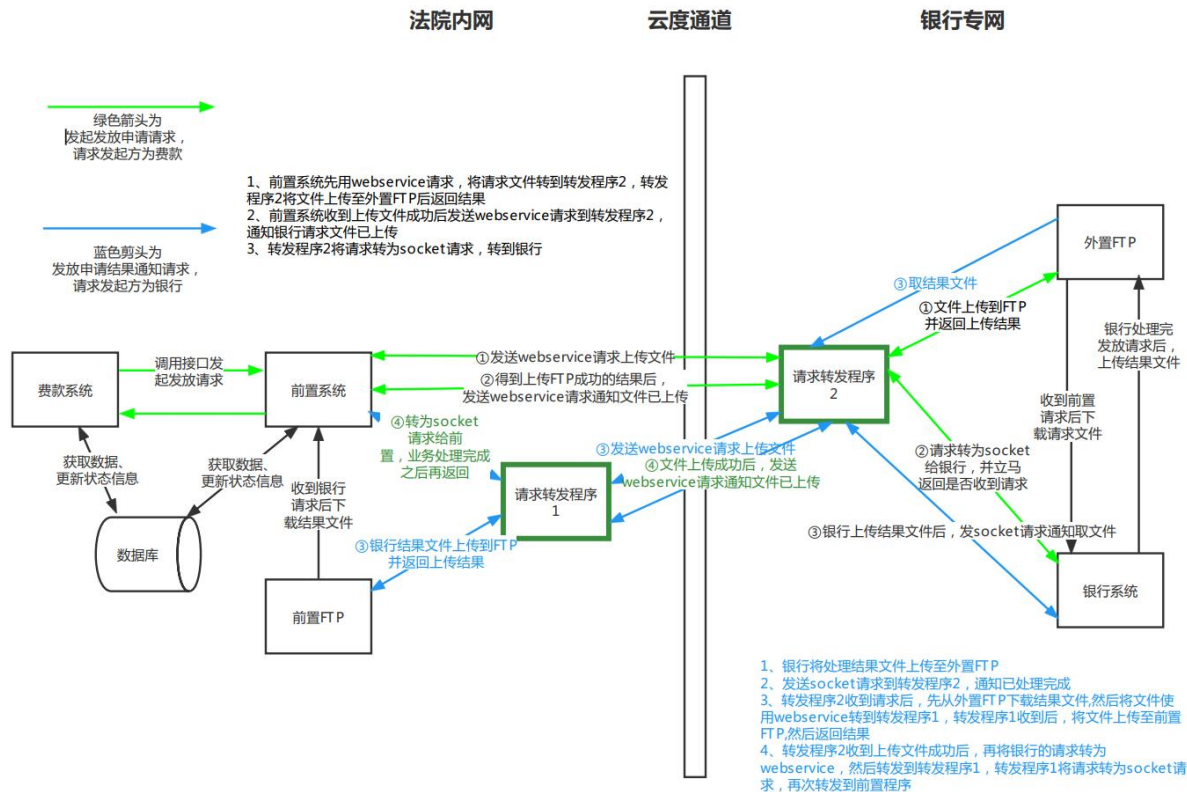 法院内网
云度通道
银行专网
绿色箭头为
发起发放申请请求，
请求发起方为费款
蓝色剪头为
发放申请结果通知请求，
请求发起方为银行
1、前置系统先用webservice请求，将请求文件转到转发程序2，转发
程序2将文件上传至外置FTP后返回结果
2、前置系统收到上传文件成功后发送webservice请求到转发程序2，
通知银行请求文件已上传
3、转发程序2将请求转为socket请求，转到银行
外置FTP
③取结果文件
①文件上传到FTP
并返回上传结果
银行处理完
发放请求后，
上传结果文件
费款系统
调用接口发
起发放请求
前置系统
①发送webservice请求上传文件
②得到上传FTP成功的结果后，
发送webservice请求通知文件已上传
请求转发程序
2
收到前置
请求后下
载请求文件
④转为socket
请求给前
置，业务处理完成
之后再返回
③发送webservice请求上传文件
④文件上传成功后，发送
webservice请求通知文件已上传
②请求转为socket
给银行，并立马
返回是否收到请求
获取数据、
更新状态信息
获取数据、
更新状态信息
收到银行
请求后下
载结果文件
请求转发程序
1
③银行上传结果文件后，发socket请求通知取文件
数据库
③银行结果文件上传到FTP
并返回上传结果
前置FTP
银行系统
1、银行将处理结果文件上传至外置FTP
2、发送socket请求到转发程序2，通知已处理完成
3、转发程序2收到请求后，先从外置FTP下载结果文件,然后将文件使
用webservice转到转发程序1，转发程序1收到后，将文件上传至前置
FTP,然后返回结果
4、转发程序2收到上传文件成功后，再将银行的请求转为
webservice，然后转发到转发程序1，转发程序1将请求转为socket请
求，再次转发到前置程序